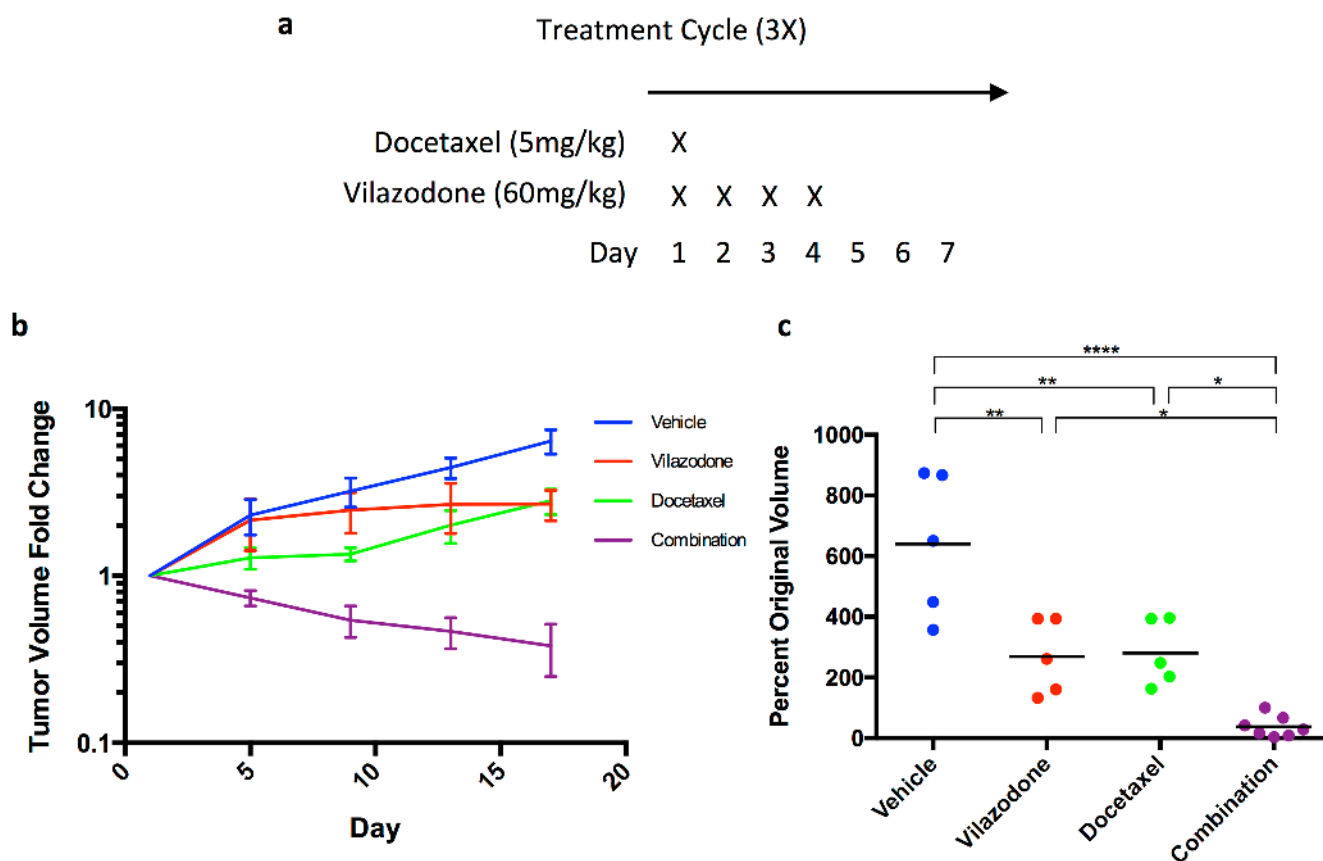 a
Treatment Cycle (3X)
Docetaxel (5mg/kg) X
Vilazodone (60mg/kg) X X X X
Day 1 2 3 4 5 6 7
b
Tumor Volume Fold Change
10
1
0.1
0 5 10 15 20
Day
Vehicle
Vilazodone
Docetaxel
Combination
c
****
** *
** *
Percent Original Volume
1000
800
600
400
200
0
Vehicle
Vilazodone
Docetaxel
Combination